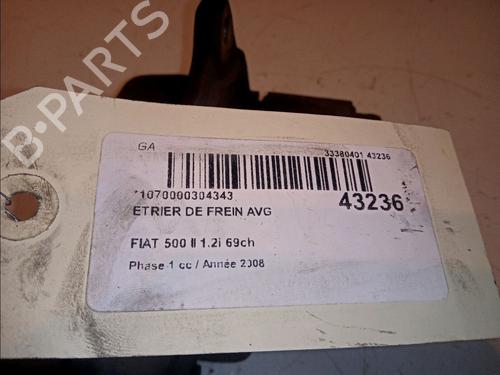 B-PARTS
GA
33380401 43236
*1070000304343
43236
ETRIER DE FREIN AVG
FIAT 500 II 1.2i 69ch
Phase 1 cc / Année 2008